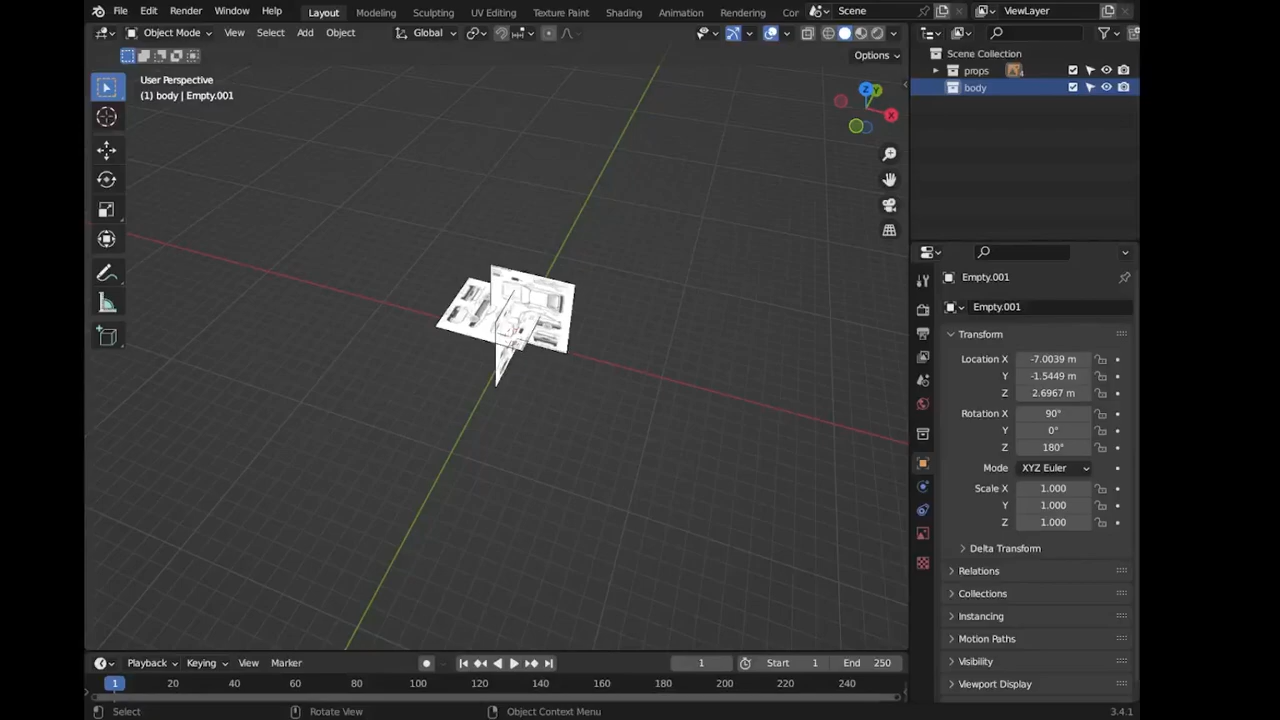 File Edit Render Window Help Layout Modeling Sculpting UV Editing Texture Paint Shading Animation Rendering Cor Scene ViewLayer
Object Mode View Select Add Object Global
Options
User Perspective
(1) body | Empty.001
Z Y
X
Scene Collection
props 4
body
Empty.001
Empty.001
Transform
Location X -7.0039 m
Y -1.5449 m
Z 2.6967 m
Rotation X 90°
Y 0°
Z 180°
Mode XYZ Euler
Scale X 1.000
Y 1.000
Z 1.000
Delta Transform
Relations
Collections
Instancing
Motion Paths
Visibility
Viewport Display
Playback Keying View Marker 1 Start 1 End 250
1 20 40 60 80 100 120 140 160 180 200 220 240
Select Rotate View Object Context Menu 3.4.1